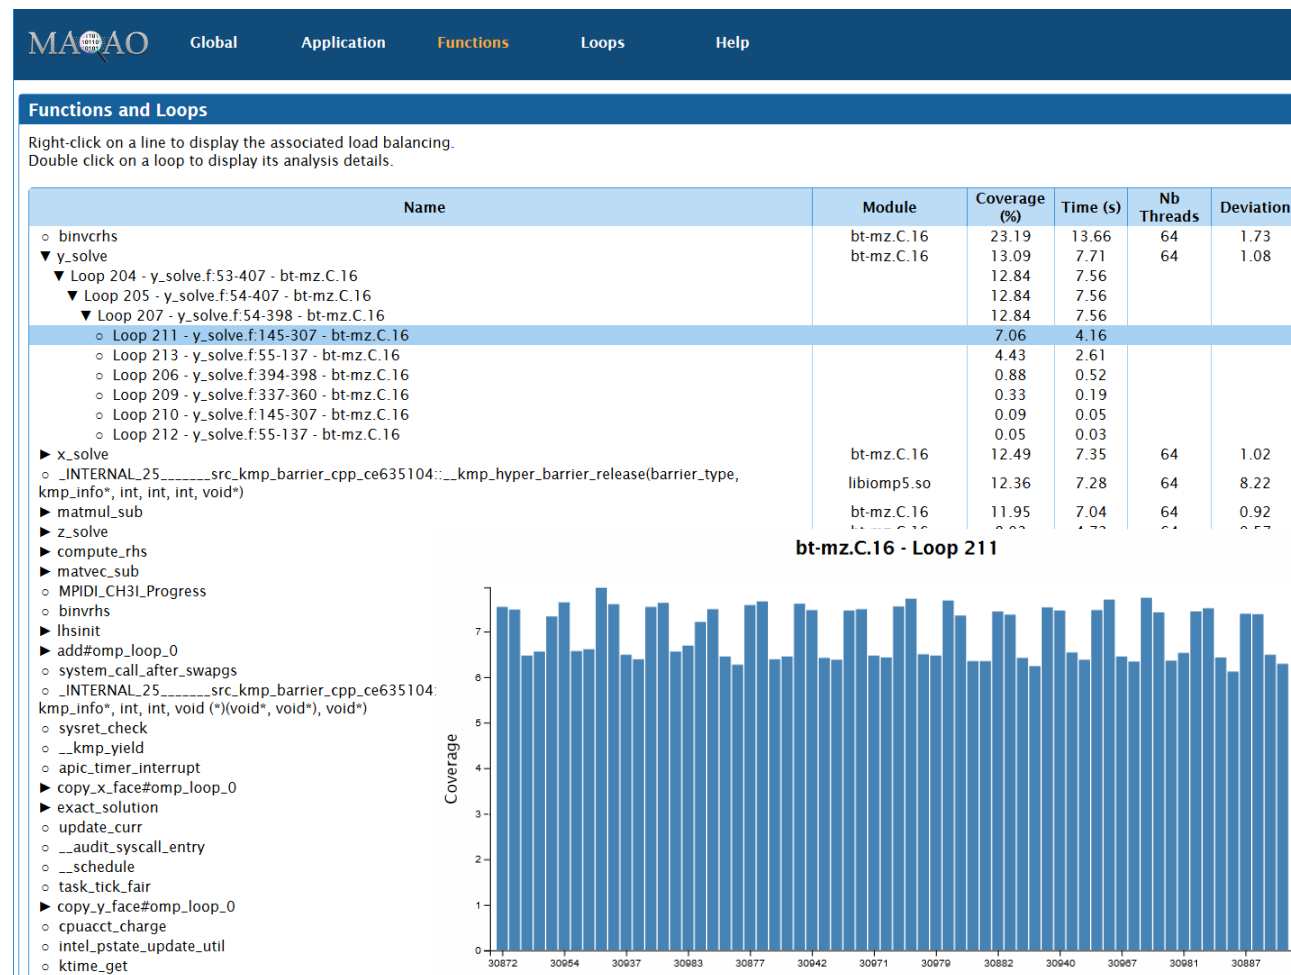 MAQAO Global Application Functions Loops Help
Functions and Loops
Right-click on a line to display the associated load balancing.
Double click on a loop to display its analysis details.
Name Module Coverage (%) Time (s) Nb Threads Deviation
○ binvcrhs bt-mz.C.16 23.19 13.66 64 1.73
▼ y_solve bt-mz.C.16 13.09 7.71 64 1.08
▼ Loop 204 - y_solve.f:53-407 - bt-mz.C.16 12.84 7.56
▼ Loop 205 - y_solve.f:54-407 - bt-mz.C.16 12.84 7.56
▼ Loop 207 - y_solve.f:54-398 - bt-mz.C.16 12.84 7.56
○ Loop 211 - y_solve.f:145-307 - bt-mz.C.16 7.06 4.16
○ Loop 213 - y_solve.f:55-137 - bt-mz.C.16 4.43 2.61
○ Loop 206 - y_solve.f:394-398 - bt-mz.C.16 0.88 0.52
○ Loop 209 - y_solve.f:337-360 - bt-mz.C.16 0.33 0.19
○ Loop 210 - y_solve.f:145-307 - bt-mz.C.16 0.09 0.05
○ Loop 212 - y_solve.f:55-137 - bt-mz.C.16 0.05 0.03
▶ x_solve bt-mz.C.16 12.49 7.35 64 1.02
○ _INTERNAL_25_______src_kmp_barrier_cpp_ce635104::__kmp_hyper_barrier_release(barrier_type,
kmp_info*, int, int, int, void*) libiomp5.so 12.36 7.28 64 8.22
▶ matmul_sub bt-mz.C.16 11.95 7.04 64 0.92
▶ z_solve
▶ compute_rhs
▶ matvec_sub
○ MPIDI_CH3I_Progress
○ binvrhs
▶ lhsinit
▶ add#omp_loop_0
○ system_call_after_swapgs
○ _INTERNAL_25_______src_kmp_barrier_cpp_ce635104:
kmp_info*, int, int, void (*)(void*, void*), void*)
○ sysret_check
○ __kmp_yield
○ apic_timer_interrupt
▶ copy_x_face#omp_loop_0
▶ exact_solution
○ update_curr
○ __audit_syscall_entry
○ __schedule
○ task_tick_fair
▶ copy_y_face#omp_loop_0
○ cpuacct_charge
○ intel_pstate_update_util
○ ktime_get
bt-mz.C.16 - Loop 211
Coverage
7
6
5
4
3
2
1
0
30872 30954 30937 30983 30877 30942 30971 30979 30882 30940 30967 30981 30887